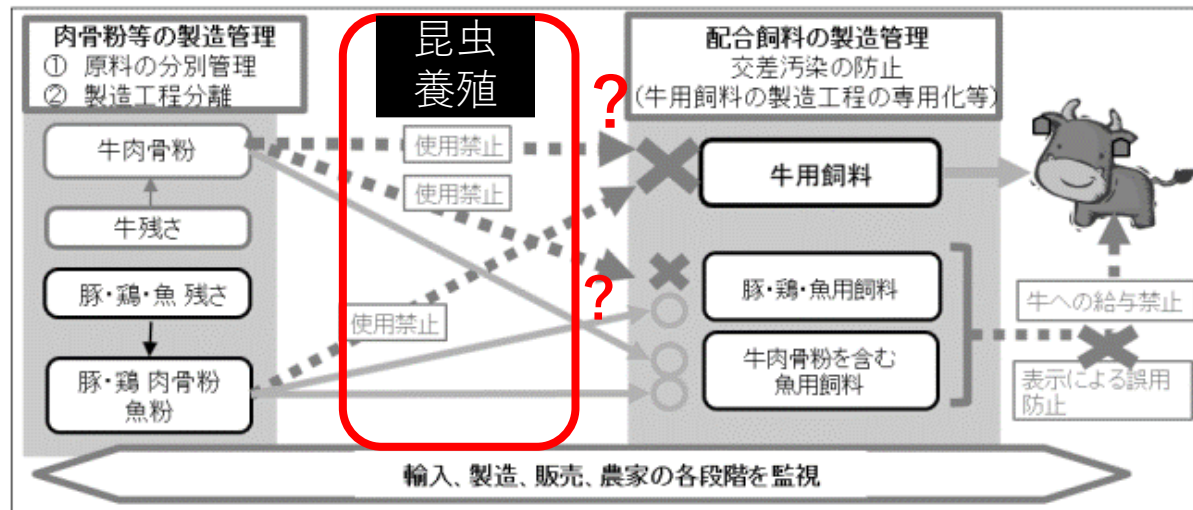 肉骨粉等の製造管理
① 原料の分別管理
② 製造工程分離
昆虫
養殖
配合飼料の製造管理
交差汚染の防止
(牛用飼料の製造工程の専用化等)
?
牛肉骨粉
使用禁止
牛用飼料
使用禁止
牛残さ
豚・鶏・魚 残さ
?
豚・鶏・魚用飼料
牛への給与禁止
使用禁止
豚・鶏 肉骨粉
魚粉
牛肉骨粉を含む
魚用飼料
表示による誤用
防止
輸入、製造、販売、農家の各段階を監視